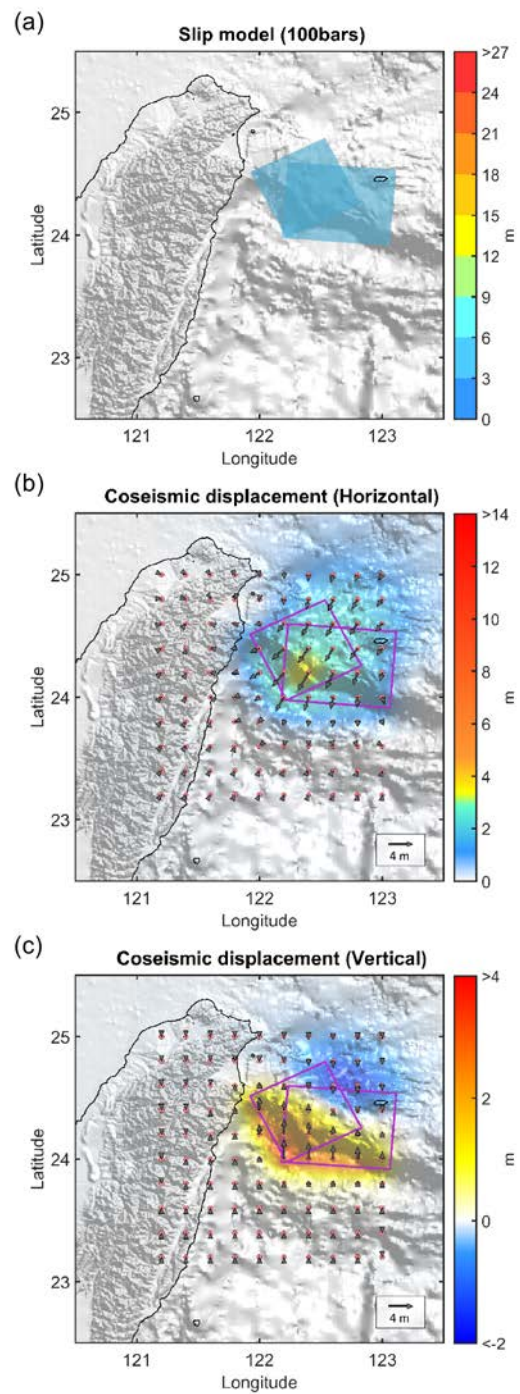 (a)
Slip model (100bars)
25
24
23
Latitude
121
122
123
Longitude
>27
24
21
18
15
12
9
6
3
0
m
(b)
Coseismic displacement (Horizontal)
25
24
23
Latitude
121
122
123
Longitude
4 m
>14
12
10
8
6
4
2
0
m
(c)
Coseismic displacement (Vertical)
25
24
23
Latitude
121
122
123
Longitude
4 m
>4
2
0
<-2
m